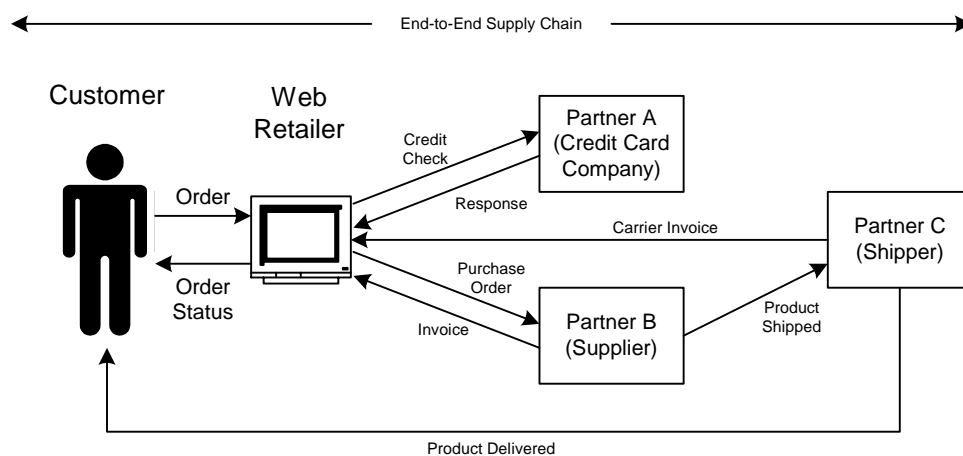 End-to-End Supply Chain
Customer
Web
Retailer
Partner A
(Credit Card
Company)
Credit
Check
Order
Response
Carrier Invoice
Partner C
(Shipper)
Order
Status
Purchase
Order
Invoice
Partner B
(Supplier)
Product
Shipped
Product Delivered